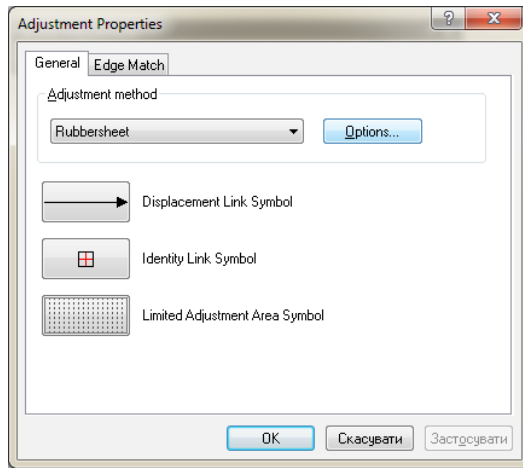 Adjustment Properties
General Edge Match
Adjustment method
Rubbersheet Options...
Displacement Link Symbol
Identity Link Symbol
Limited Adjustment Area Symbol
OK Скасувати Застосувати